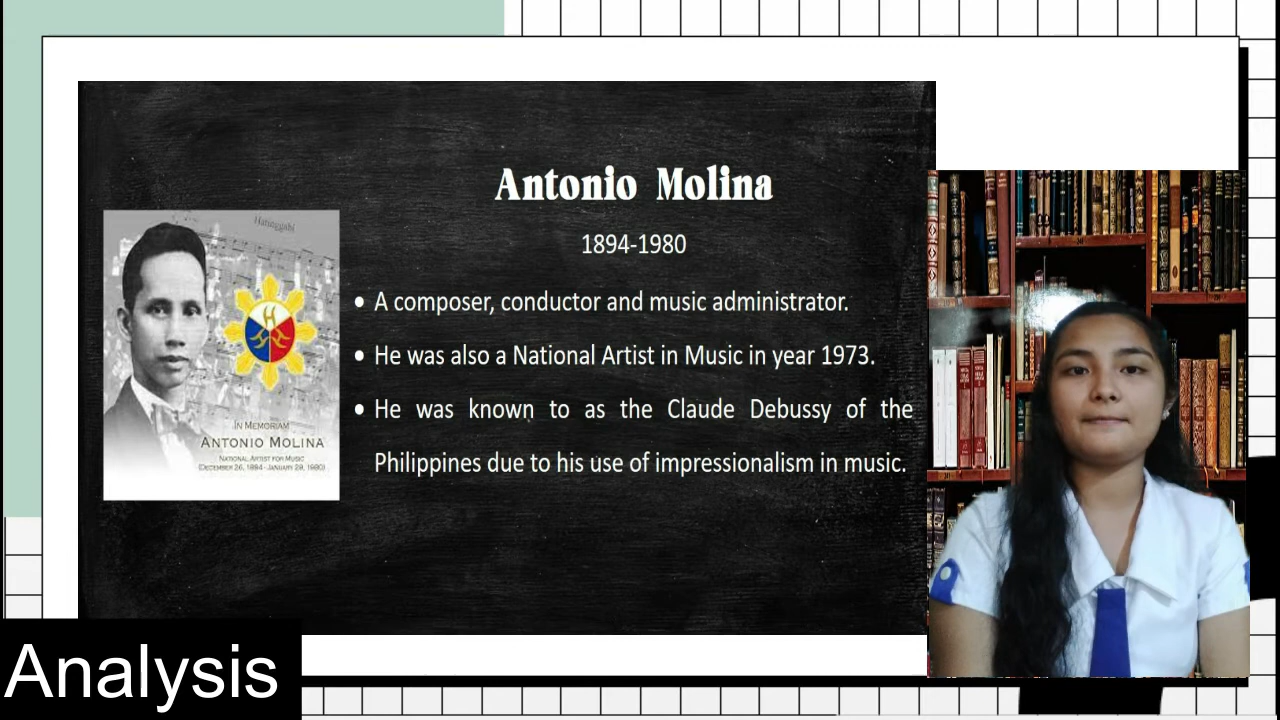 Antonio Molina
1894-1980
Hatinggabi
• A composer, conductor and music administrator.
• He was also a National Artist in Music in year 1973.
• He was known to as the Claude Debussy of the
Philippines due to his use of impressionalism in music.
IN MEMORIAM
ANTONIO MOLINA
NATIONAL ARTIST FOR MUSIC
(DECEMBER 26, 1894 - JANUARY 29, 1980)
Analysis